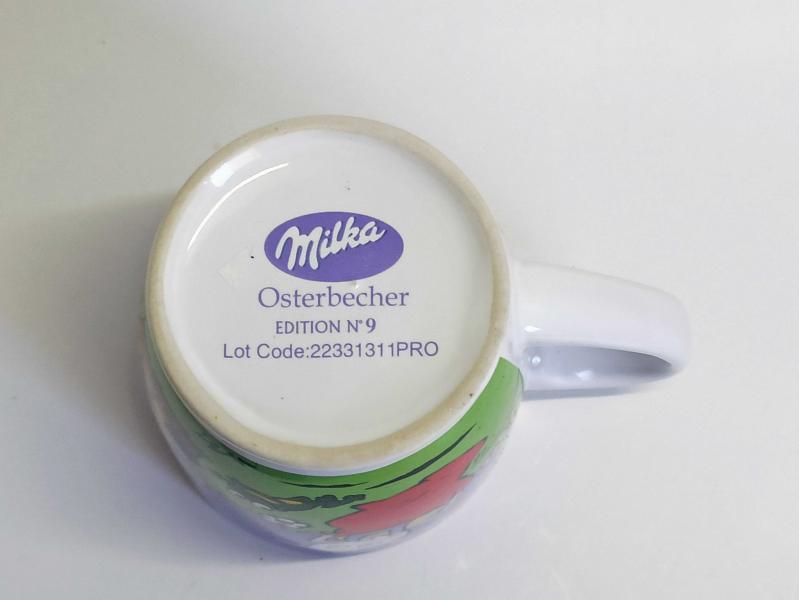 Milka
Osterbecher
EDITION N° 9
Lot Code:22331311PRO